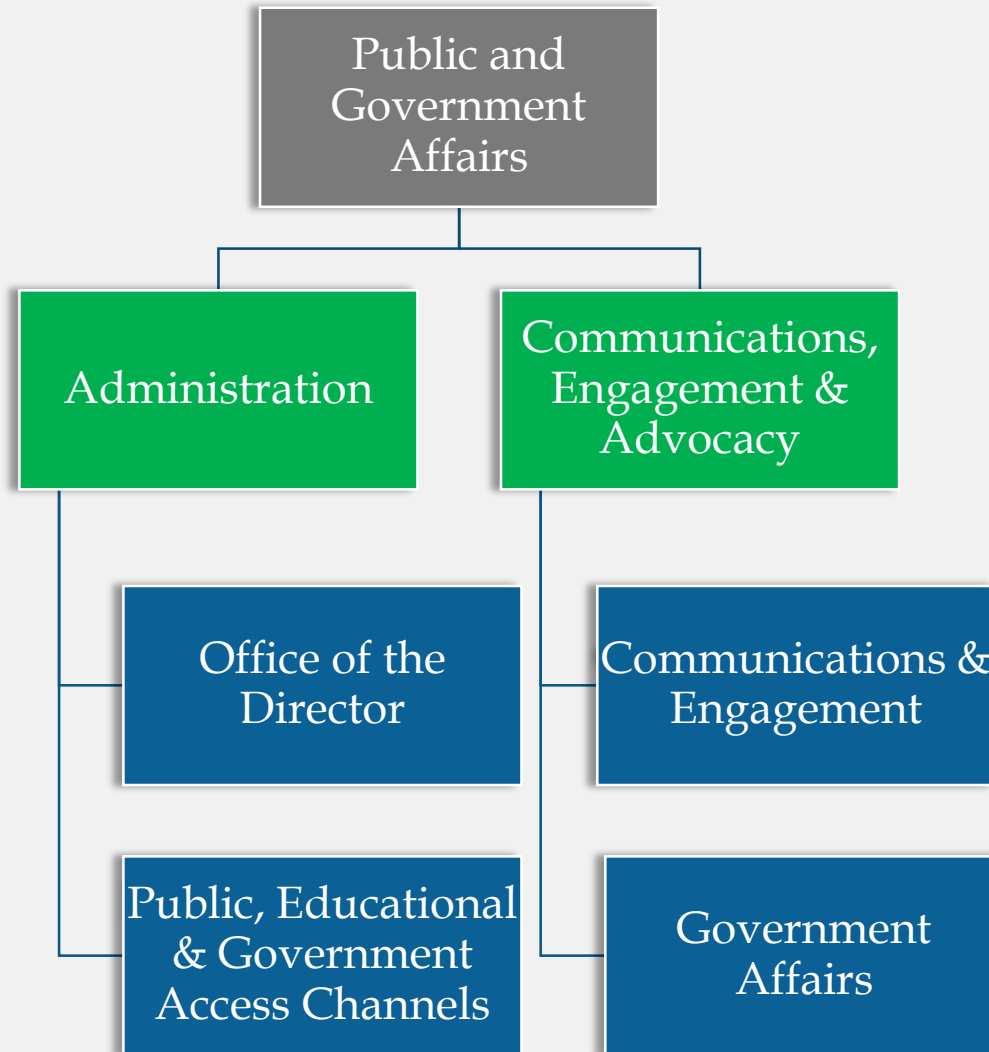 Public and
Government
Affairs
Administration
Communications,
Engagement &
Advocacy
Office of the
Director
Communications &
Engagement
Public, Educational
& Government
Access Channels
Government
Affairs